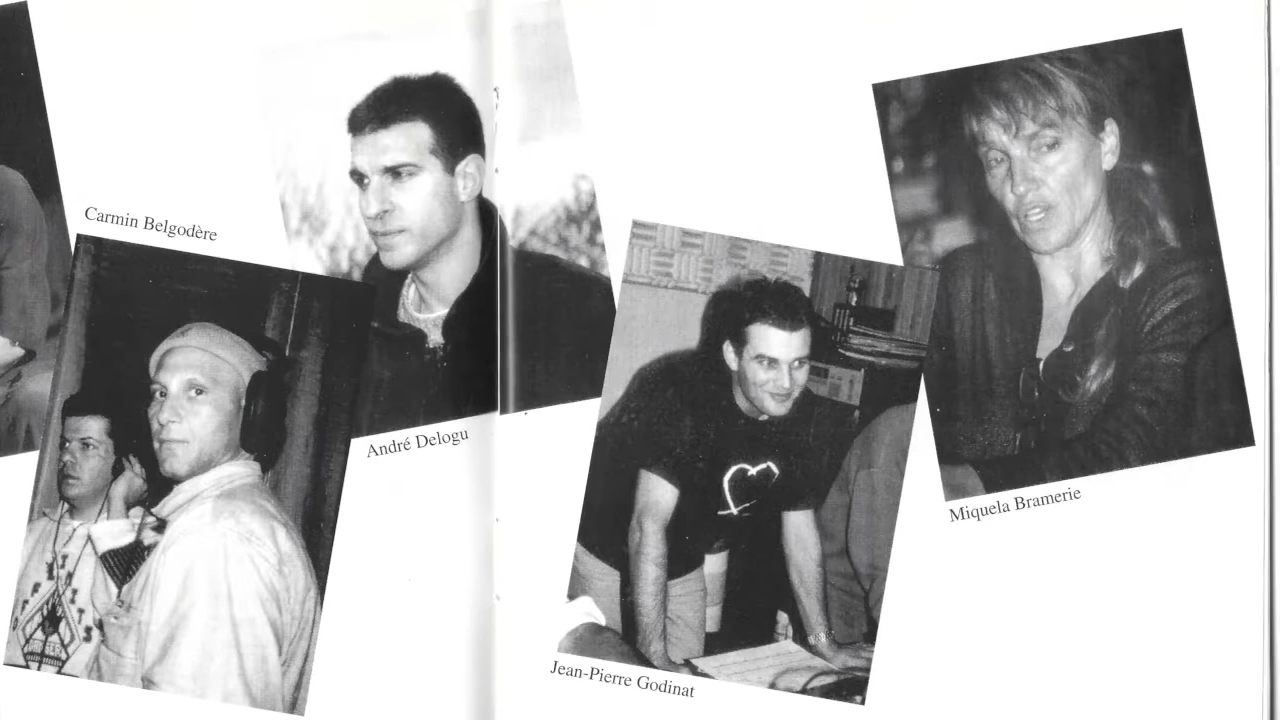 Carmin Belgodère
André Delogu
Jean-Pierre Godinat
Miquela Bramerie